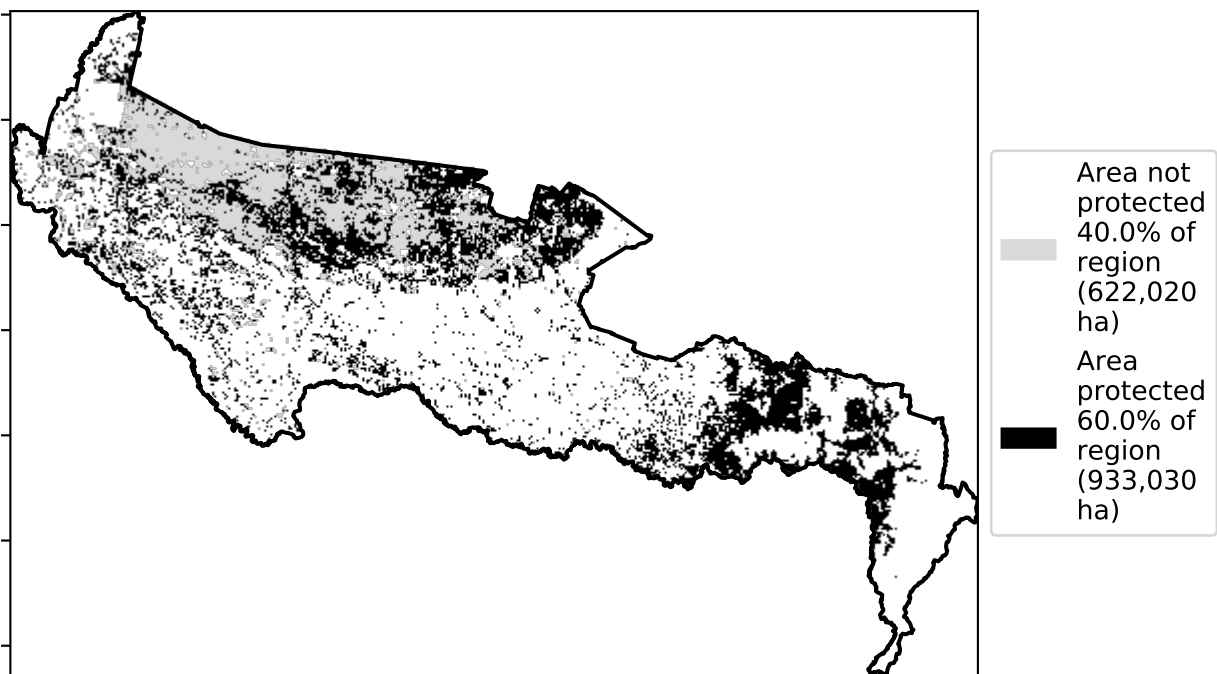 Area not
protected
40.0% of
region
(622,020
ha)
Area
protected
60.0% of
region
(933,030
ha)